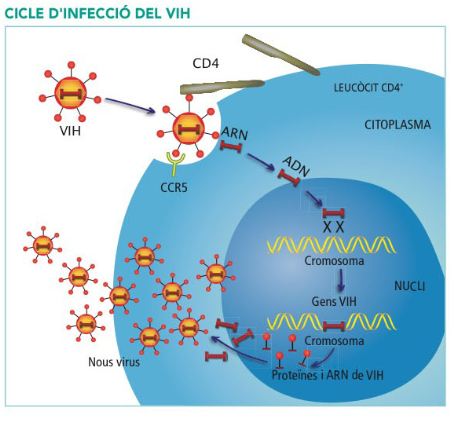 CICLE D'INFECCIÓ DEL VIH
CD4
LEUCÒCIT CD4⁺
CITOPLASMA
VIH
ARN
ADN
CCR5
X X
Cromosoma
Gens VIH
NUCLI
Cromosoma
Nous virus
Proteïnes i ARN de VIH